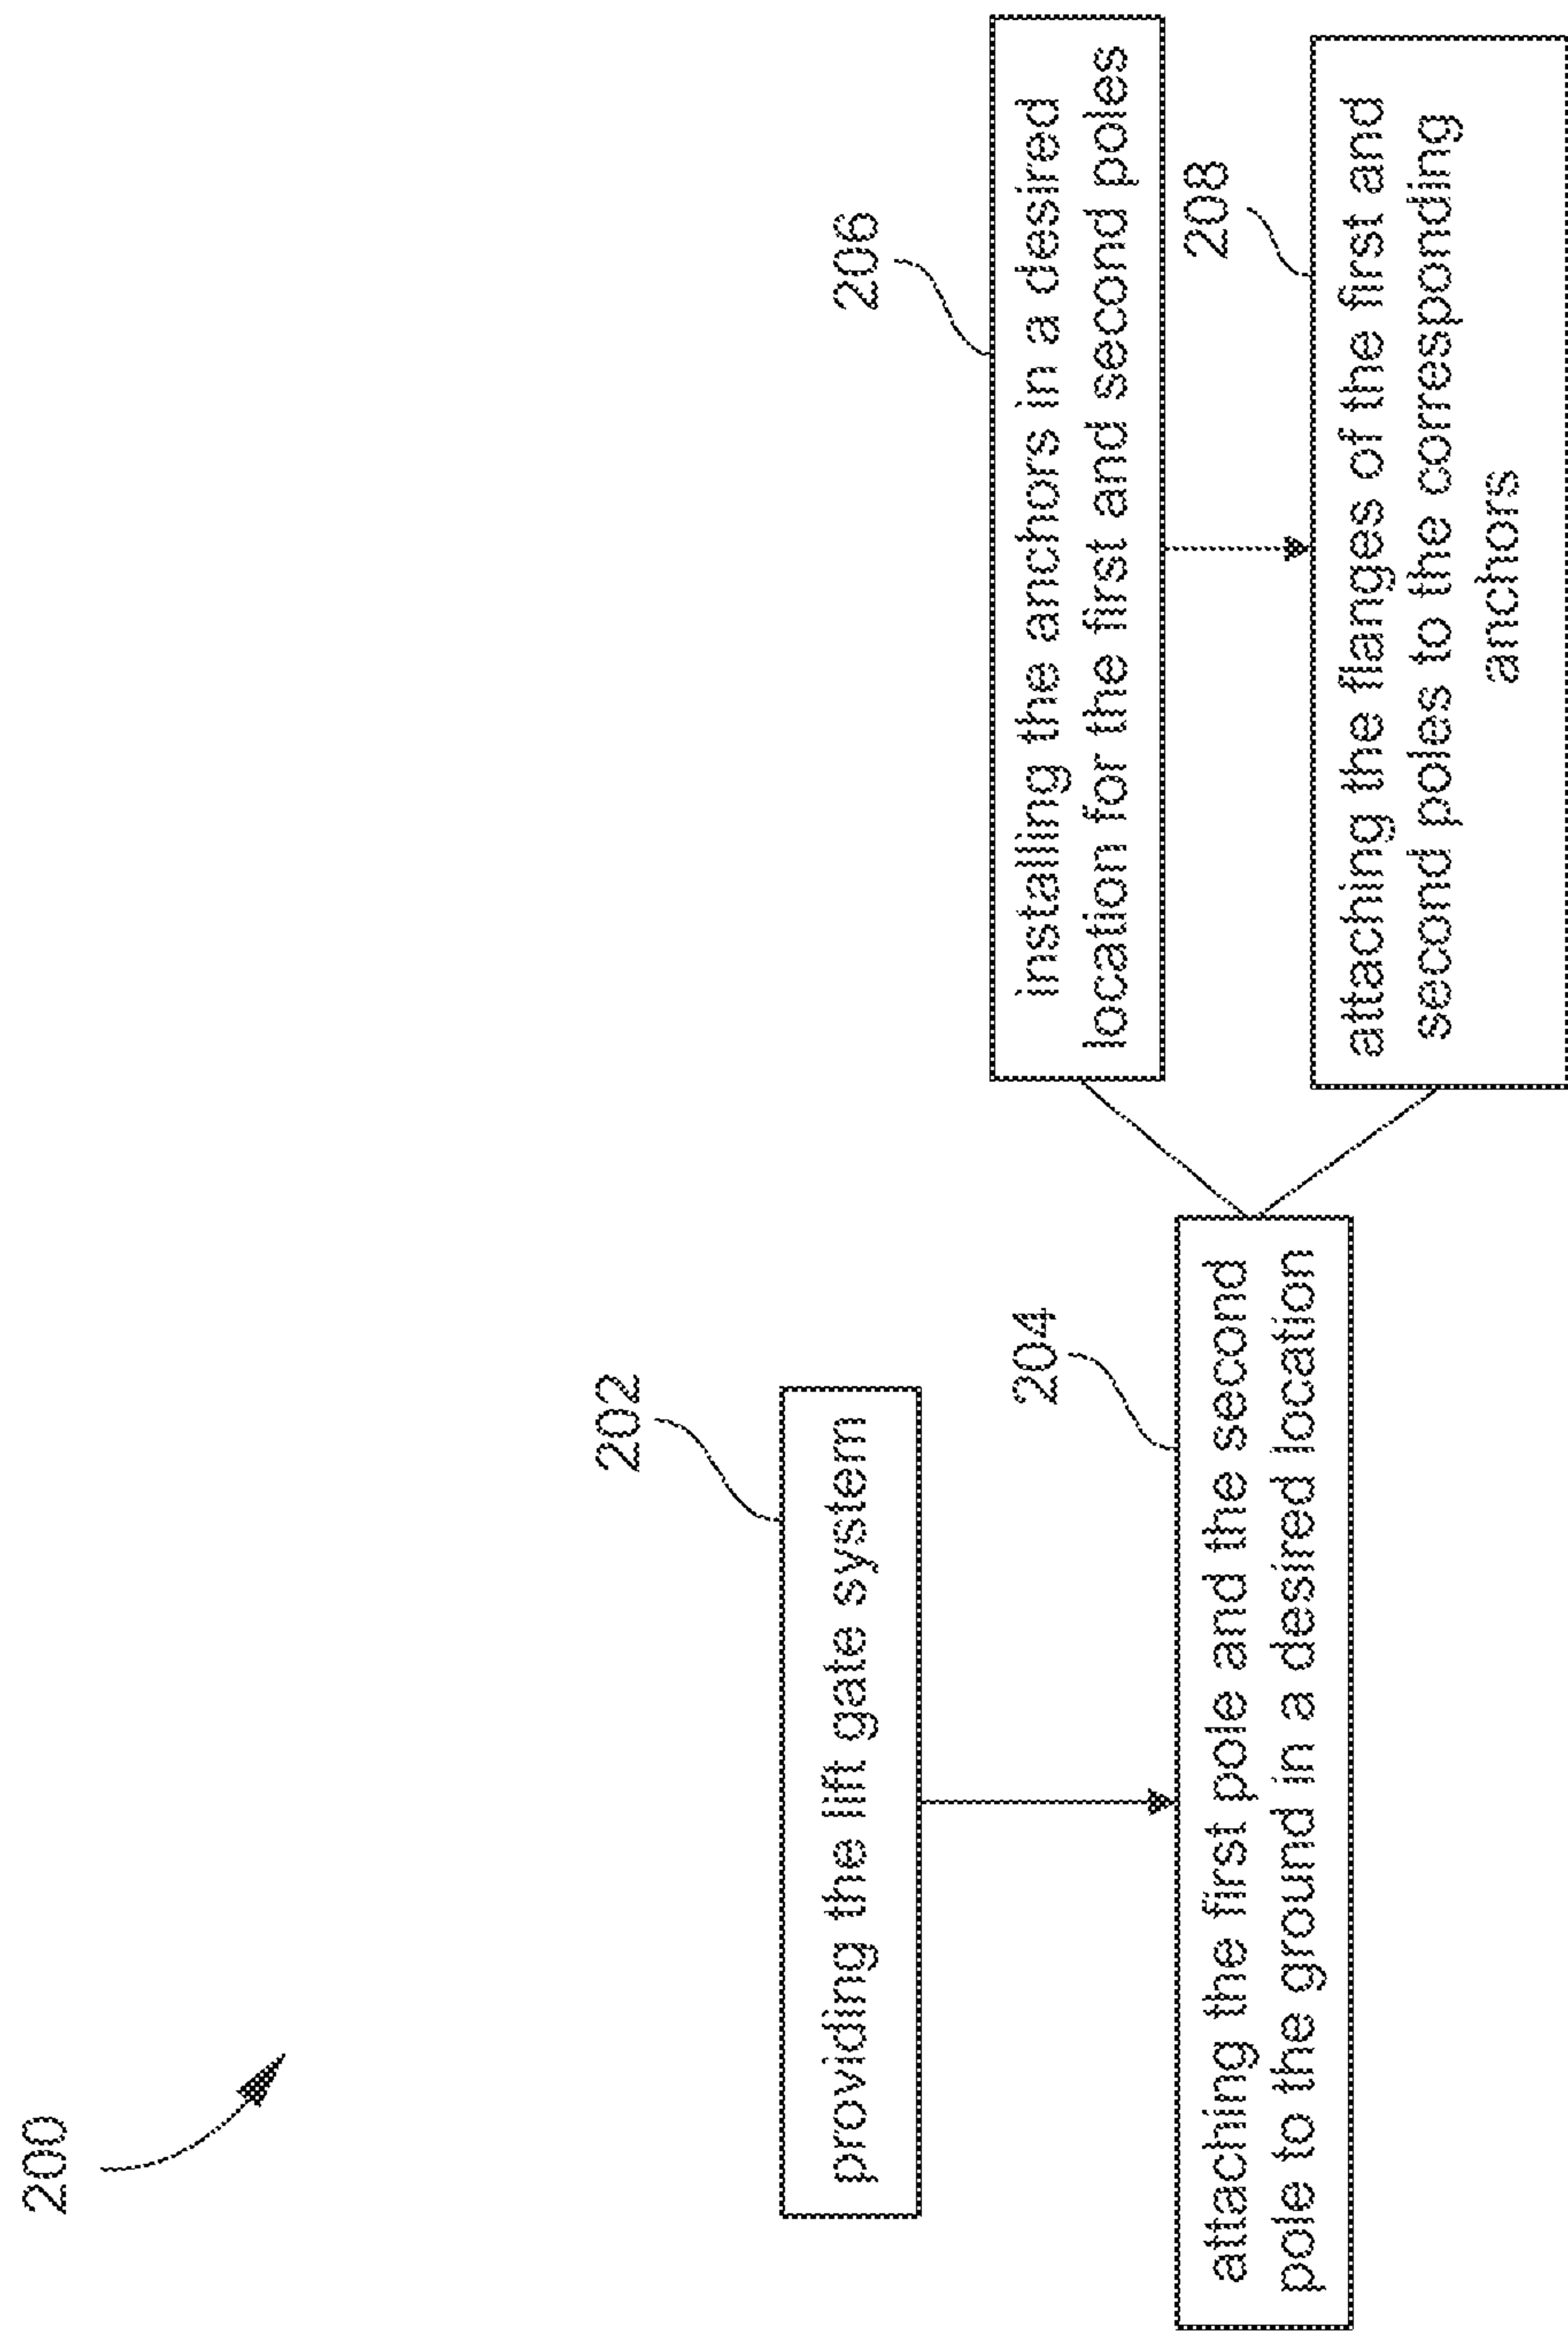 200
202
providing the lift gate system
204
attaching the first pole and the second
pole to the ground in a desired location
206
installing the anchors in a desired
location for the first and second poles
208
attaching the flanges of the first and
second poles to the corresponding
anchors